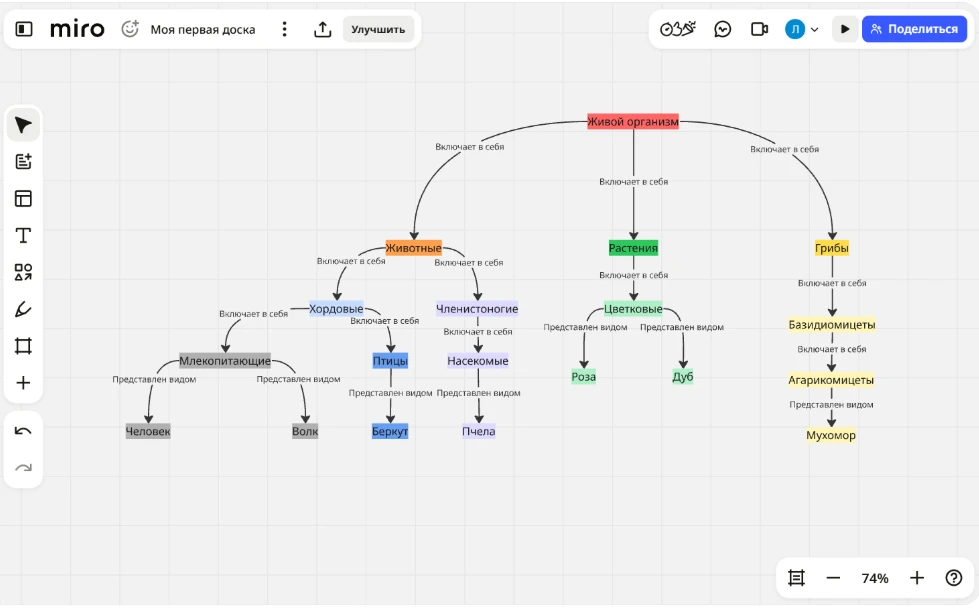 miro
Моя первая доска
Улучшить
Л
Поделиться
Живой организм
Включает в себя
Включает в себя
Включает в себя
Животные
Растения
Грибы
Включает в себя
Включает в себя
Включает в себя
Включает в себя
Хордовые
Членистоногие
Цветковые
Включает в себя
Включает в себя
Включает в себя
Представлен видом
Представлен видом
Базидиомицеты
Млекопитающие
Птицы
Насекомые
Включает в себя
Роза
Дуб
Агарикомицеты
Представлен видом
Представлен видом
Представлен видом
Представлен видом
Представлен видом
Человек
Волк
Беркут
Пчела
Мухомор
74%